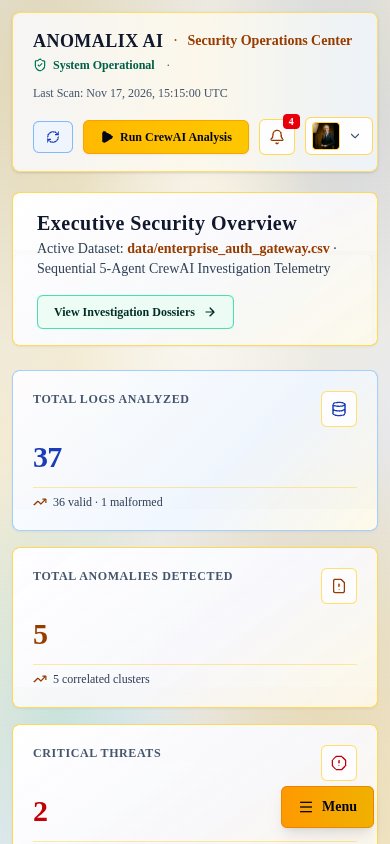 ANOMALIX AI · Security Operations Center
System Operational ·
Last Scan: Nov 17, 2026, 15:15:00 UTC
Run CrewAI Analysis
4
Executive Security Overview
Active Dataset: data/enterprise_auth_gateway.csv ·
Sequential 5-Agent CrewAI Investigation Telemetry
View Investigation Dossiers
TOTAL LOGS ANALYZED
37
36 valid · 1 malformed
TOTAL ANOMALIES DETECTED
5
5 correlated clusters
CRITICAL THREATS
2
Menu